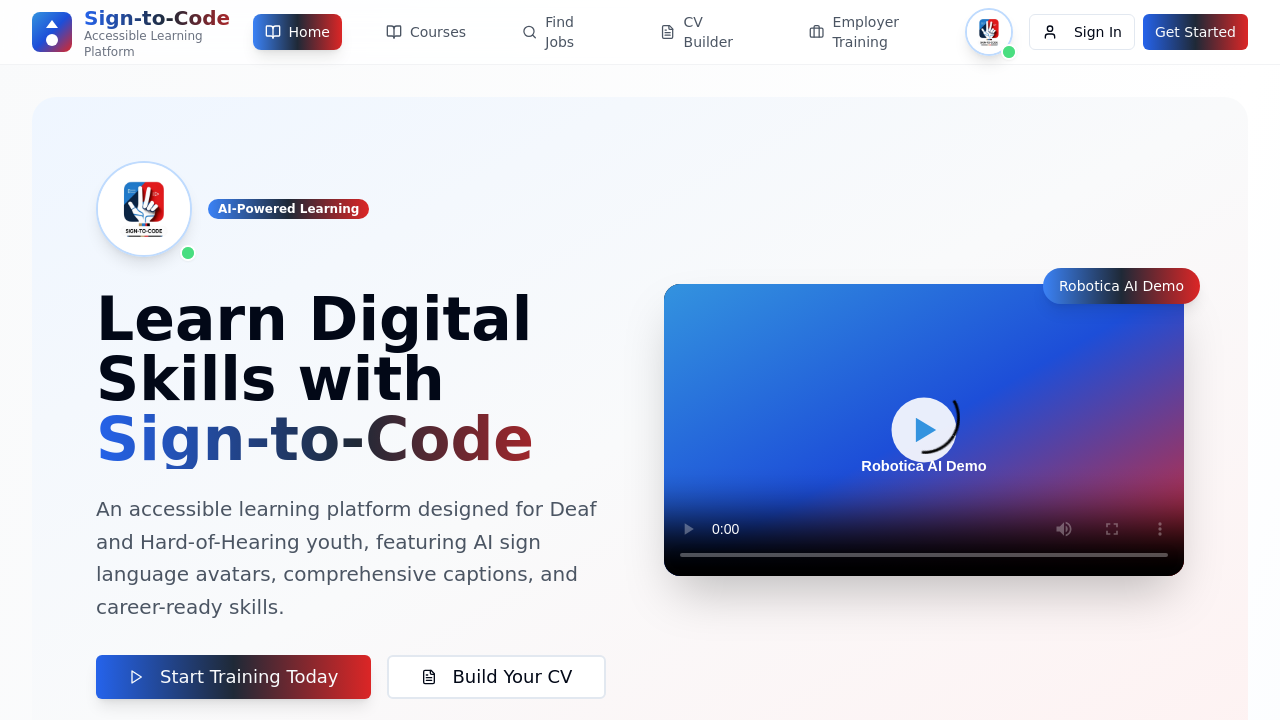 Sign-to-Code
Accessible Learning
Platform
Home
Courses
Find
Jobs
CV
Builder
Employer
Training
Sign In
Get Started
SIGN-TO-CODE
AI-Powered Learning
Learn Digital
Skills with
Sign-to-Code
An accessible learning platform designed for Deaf
and Hard-of-Hearing youth, featuring AI sign
language avatars, comprehensive captions, and
career-ready skills.
Start Training Today
Build Your CV
Robotica AI Demo
Robotica AI Demo
0:00